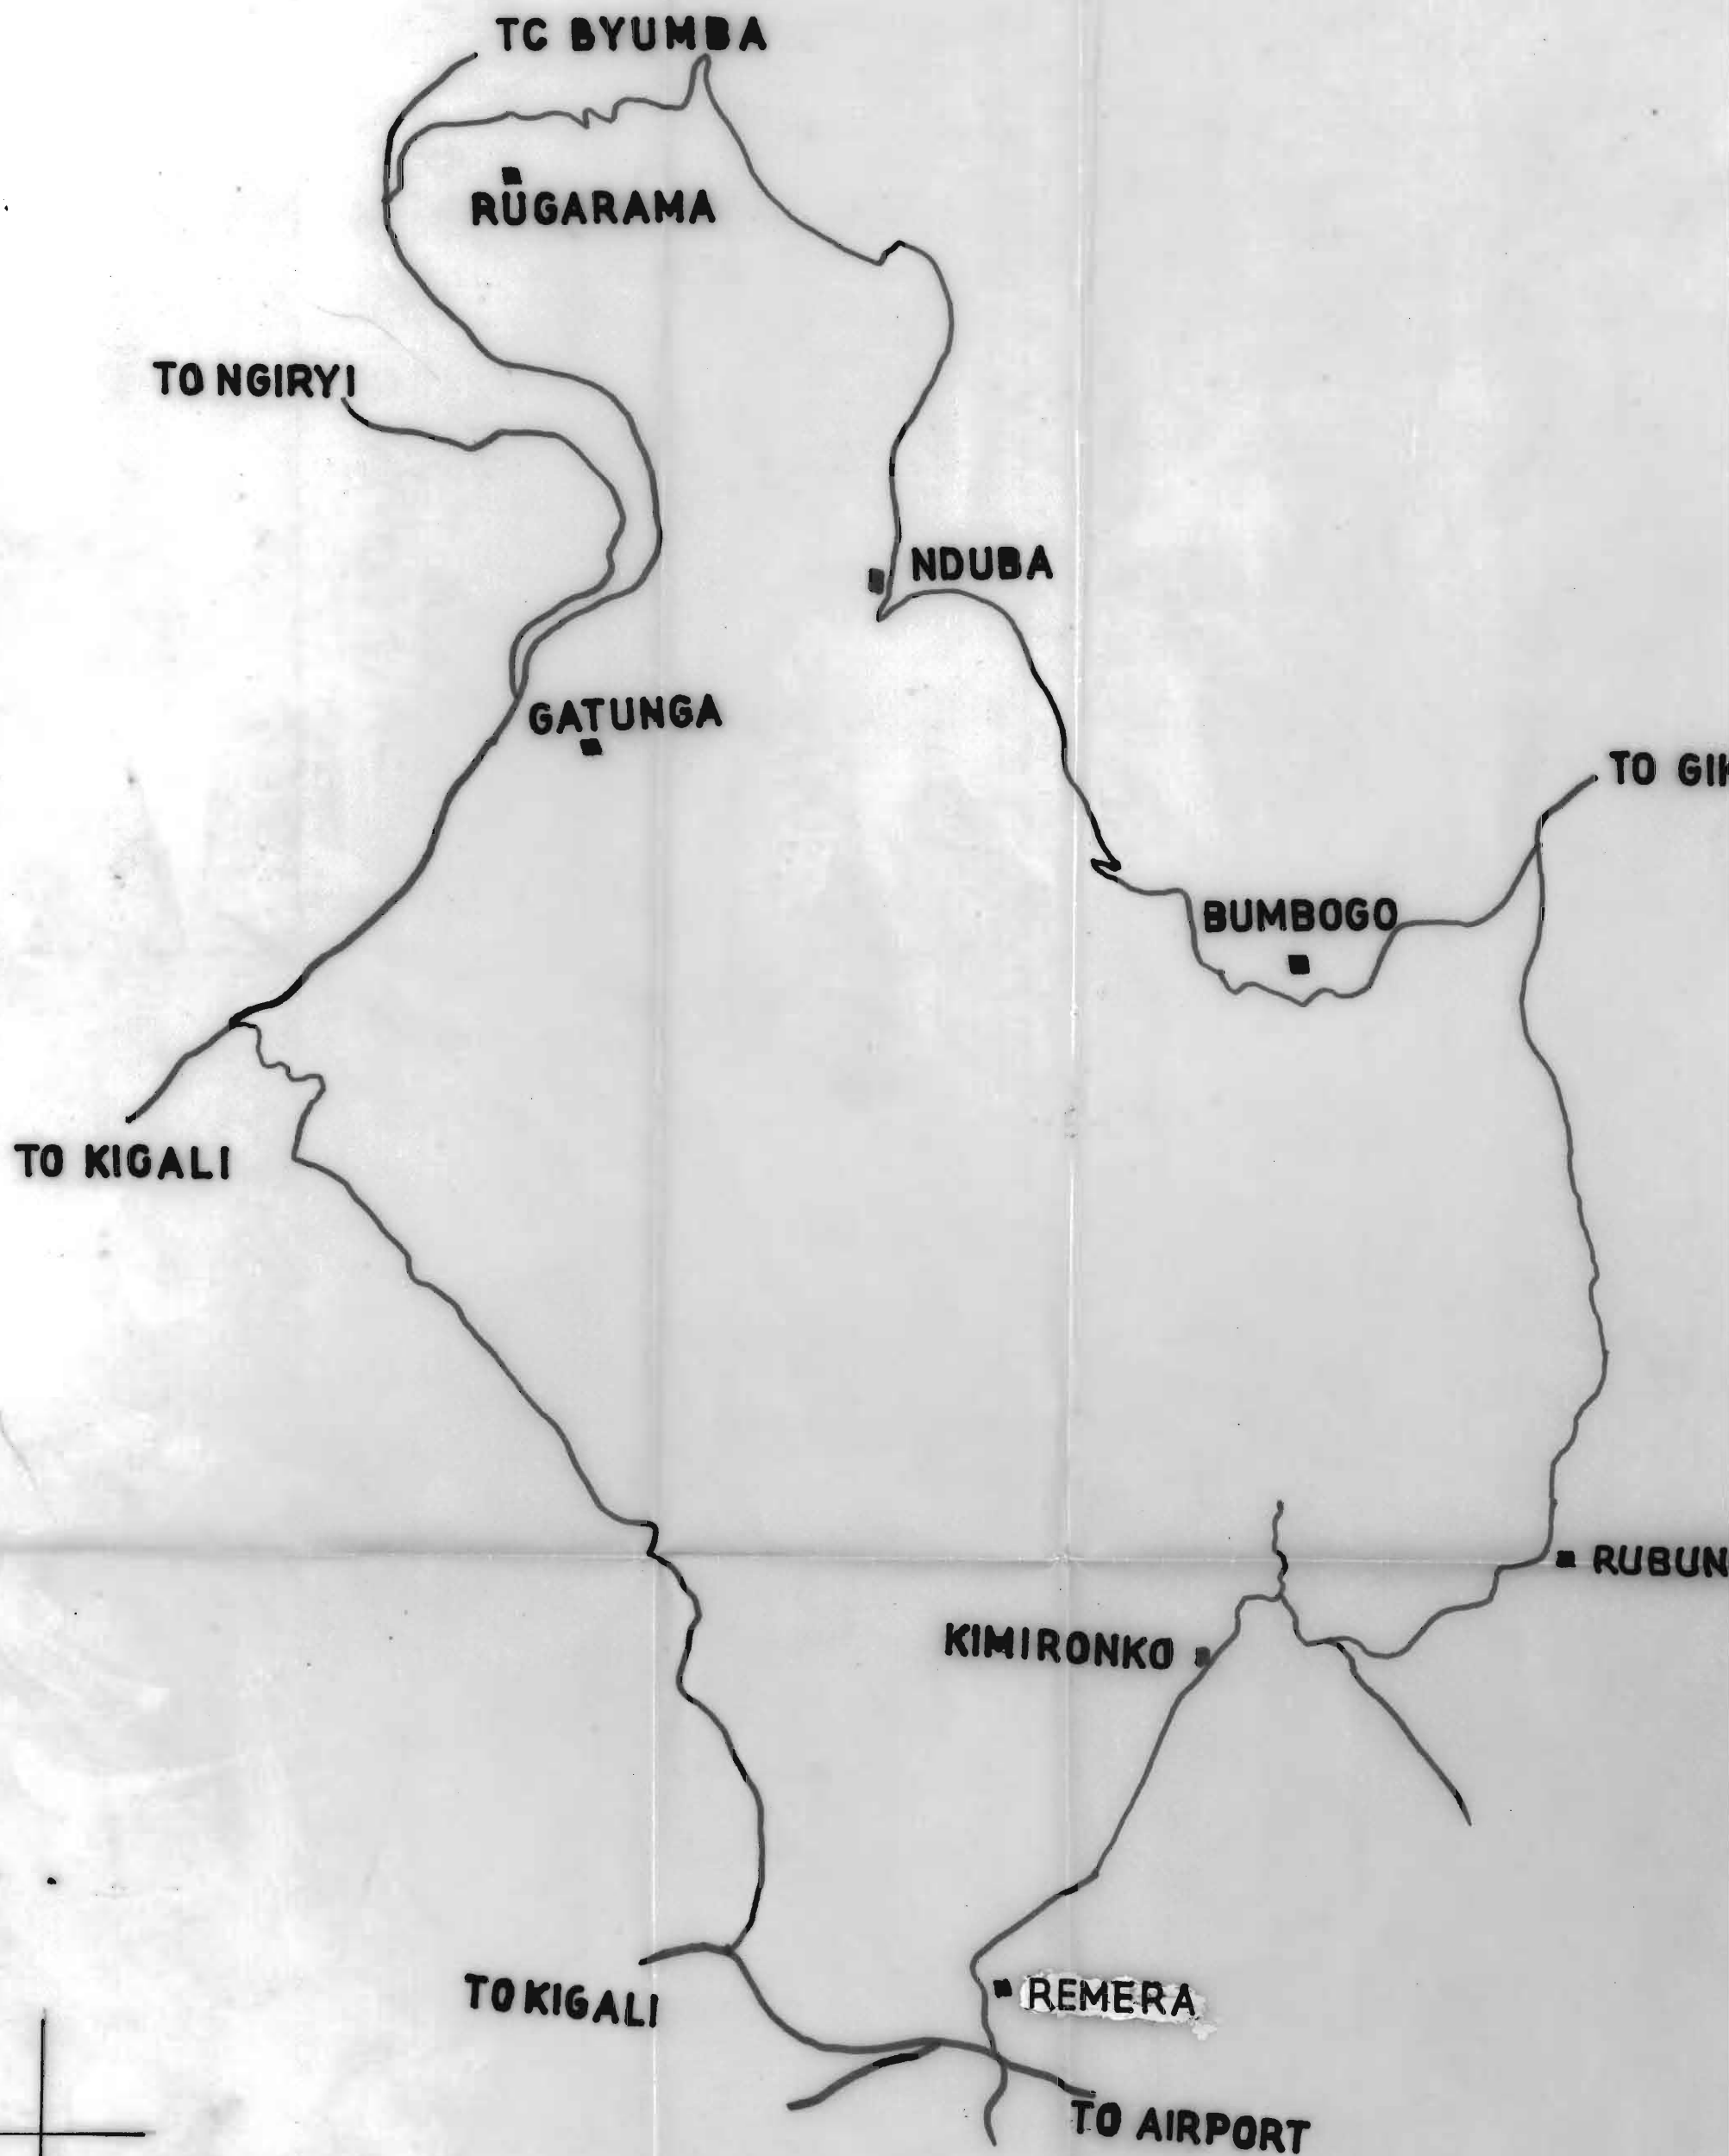 TC BYUMBA
RUGARAMA
TO NGIRYI
NDUBA
GATUNGA
TO GIK
BUMBOGO
TO KIGALI
RUBUN
KIMIRONKO
TO KIGALI
REMERA
TO AIRPORT